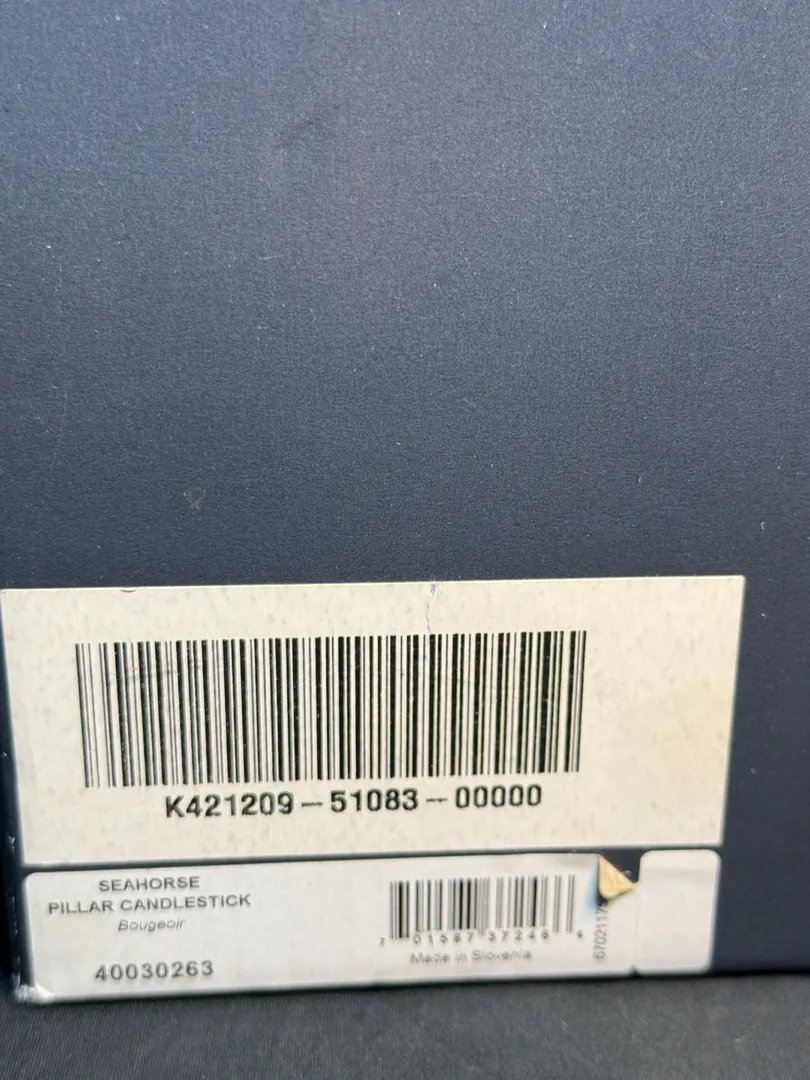 K421209-51083-00000
SEAHORSE
PILLAR CANDLESTICK
Bougeoir
40030263
Made in Slovenia